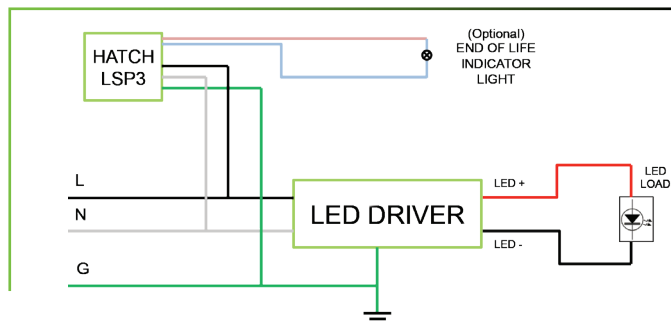 HATCH
LSP3
(Optional)
END OF LIFE
INDICATOR
LIGHT
L
N
G
LED DRIVER
LED +
LED -
LED
LOAD